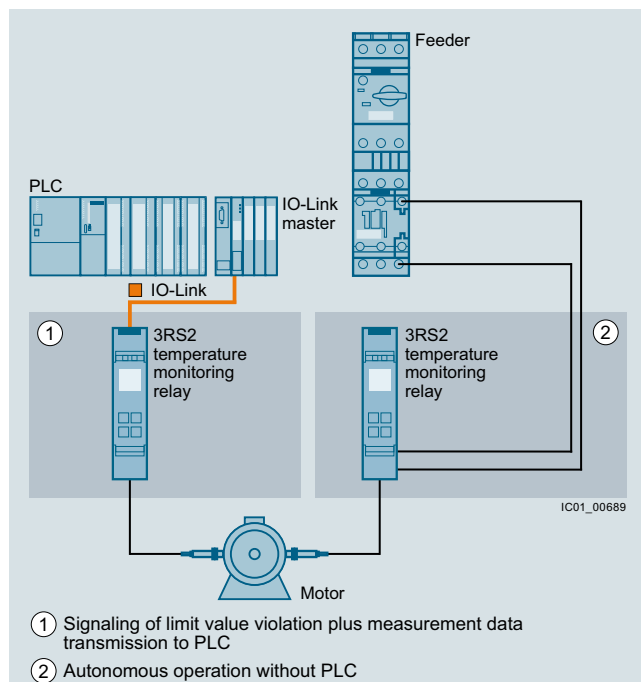 Feeder
PLC
IO-Link
master
IO-Link
1
3RS2
temperature
monitoring
relay
3RS2
temperature
monitoring
relay
2
IC01_00689
Motor
1 Signaling of limit value violation plus measurement data
transmission to PLC
2 Autonomous operation without PLC